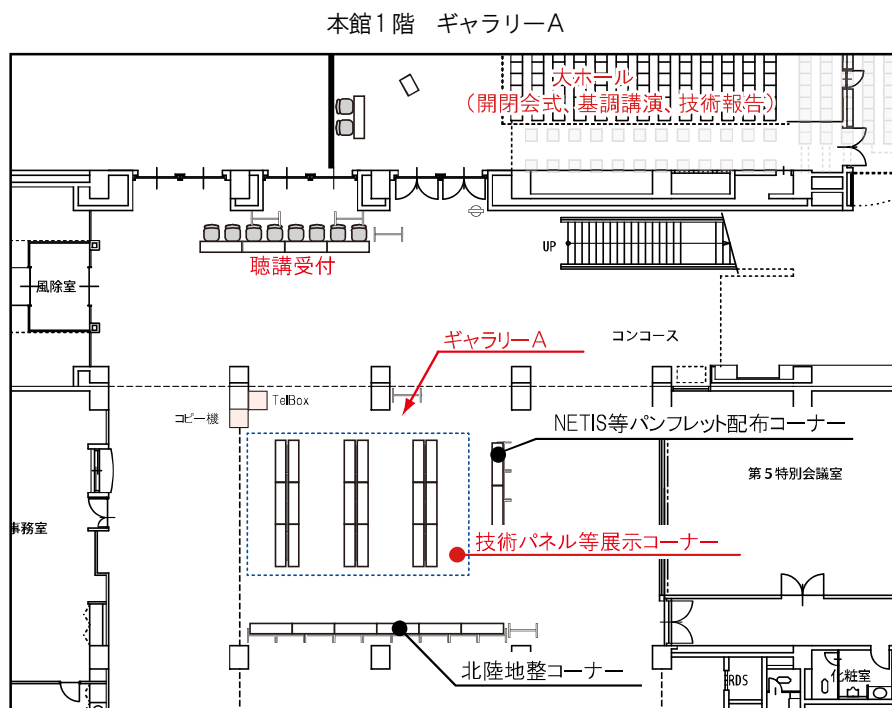 本館1階 ギャラリーA
大ホール
（開閉会式、基調講演、技術報告）
UP
聴講受付
風除室
コンコース
ギャラリーA
TelBox
コピー機
NETIS等パンフレット配布コーナー
第5特別会議室
事務室
技術パネル等展示コーナー
北陸地整コーナー
RDS
化粧室